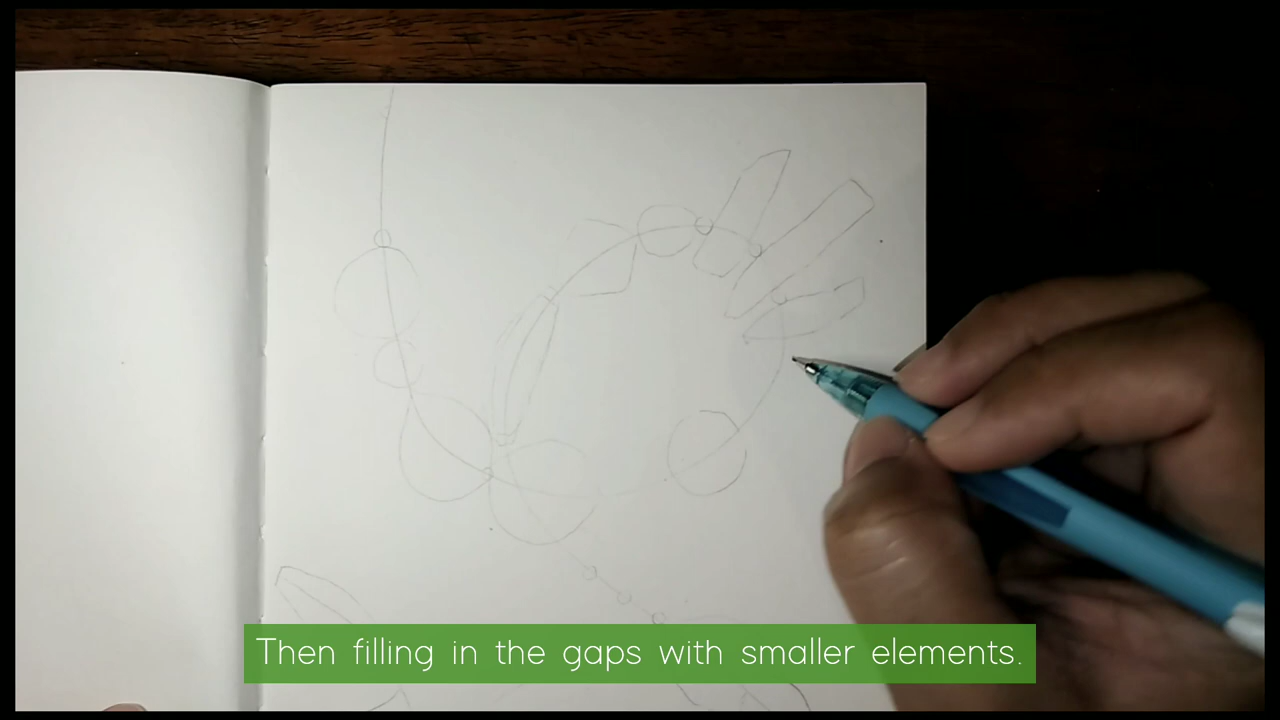 Then filling in the gaps with smaller elements.